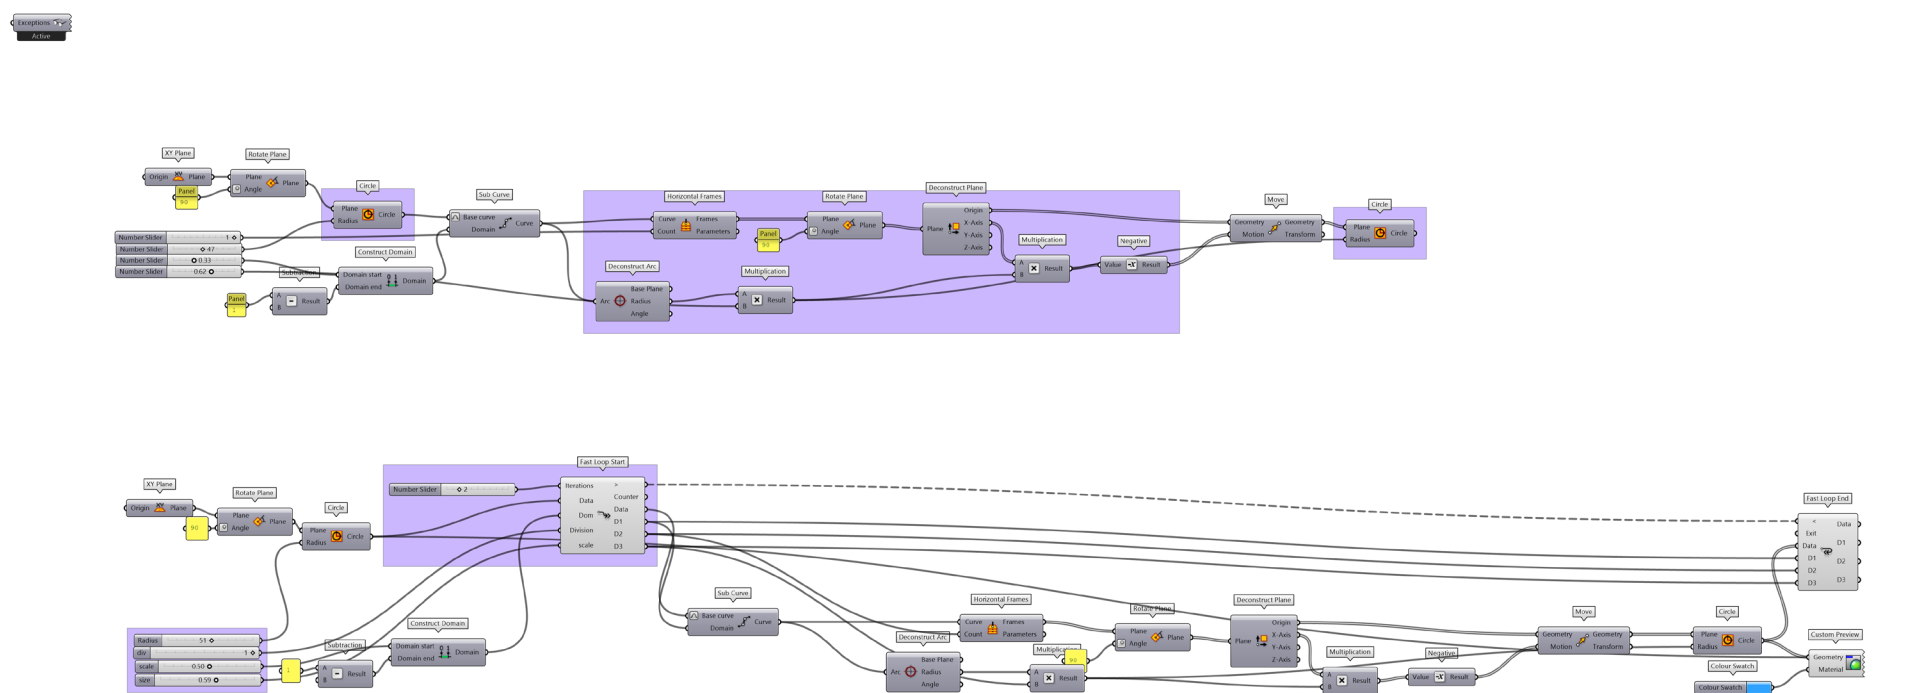 Exceptions
Active
XY Plane
Origin XY Plane
Panel
90
Rotate Plane
Plane
Angle
Plane
Circle
Plane
Radius
Circle
Number Slider 1
Number Slider 47
Number Slider 0.33
Number Slider 0.62
Panel
1
Subtraction
A
B
Result
Construct Domain
Domain start
Domain end
Domain
Sub Curve
Base curve
Domain
Curve
Horizontal Frames
Curve
Count
Frames
Parameters
Panel
90
Rotate Plane
Plane
Angle
Plane
Deconstruct Plane
Plane
Origin
X-Axis
Y-Axis
Z-Axis
Deconstruct Arc
Arc
Base Plane
Radius
Angle
Multiplication
A
B
Result
Multiplication
A
B
Result
Negative
Value -X Result
Move
Geometry
Motion
Geometry
Transform
Circle
Plane
Radius
Circle
XY Plane
Origin XY Plane
90
Rotate Plane
Plane
Angle
Plane
Circle
Plane
Radius
Circle
Number Slider 2
Fast Loop Start
Iterations
Data
Dom
Division
scale
>
Counter
Data
D1
D2
D3
Radius 51
div 1
scale 0.50
size 0.59
1
Subtraction
A
B
Result
Construct Domain
Domain start
Domain end
Domain
Sub Curve
Base curve
Domain
Curve
Deconstruct Arc
Arc
Base Plane
Radius
Angle
Horizontal Frames
Curve
Count
Frames
Parameters
Multiplication
A
B
Result
90
Rotate Plane
Plane
Angle
Plane
Deconstruct Plane
Plane
Origin
X-Axis
Y-Axis
Z-Axis
Multiplication
A
B
Result
Negative
Value -X Result
Move
Geometry
Motion
Geometry
Transform
Circle
Plane
Radius
Circle
Fast Loop End
<
Exit
Data
D1
D2
D3
Data
D1
D2
D3
Custom Preview
Geometry
Material
Colour Swatch
Colour Swatch